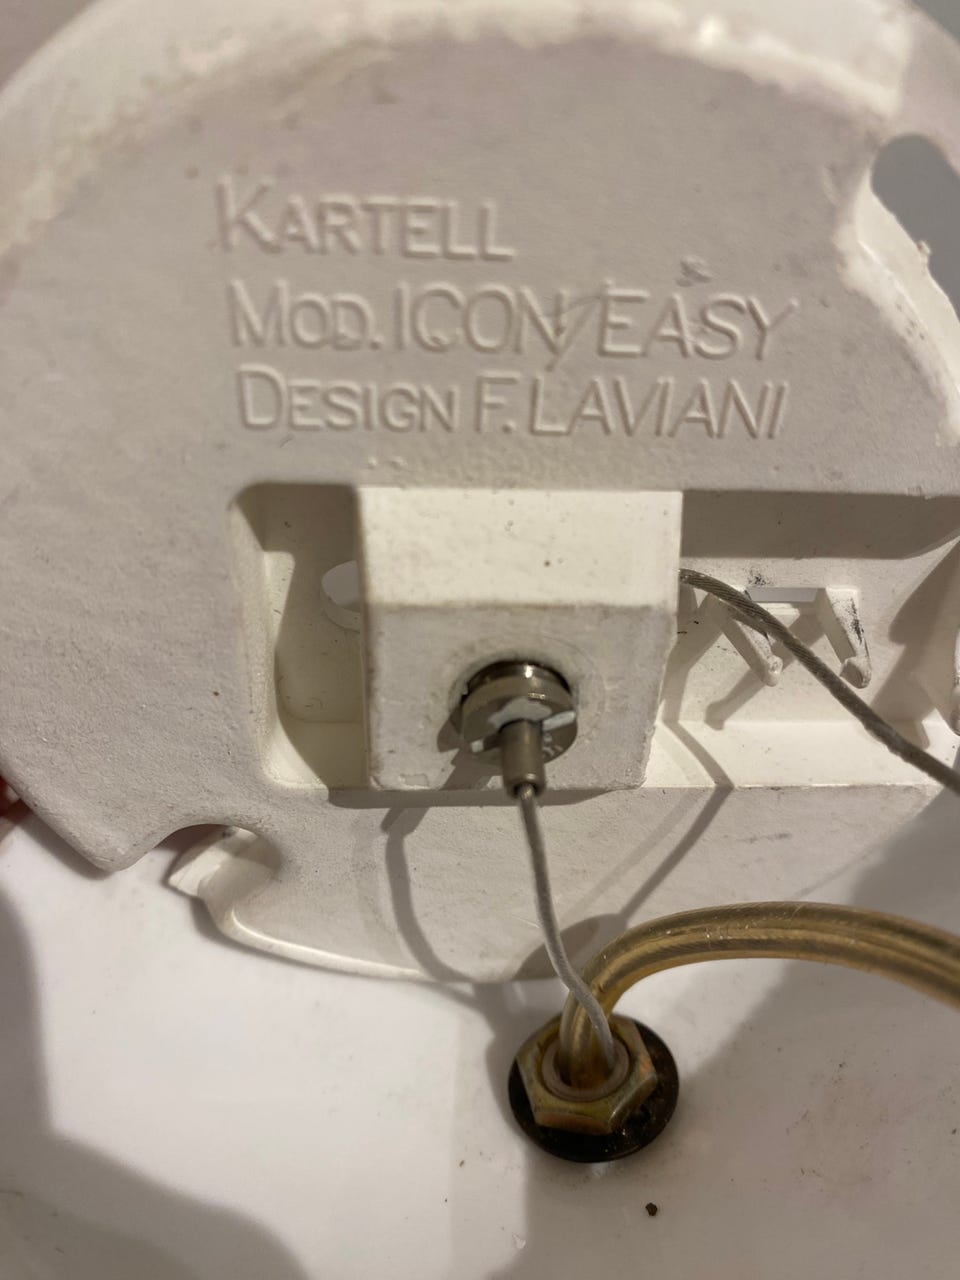 KARTELL
MOD. ICON/EASY
DESIGN F. LAVIANI